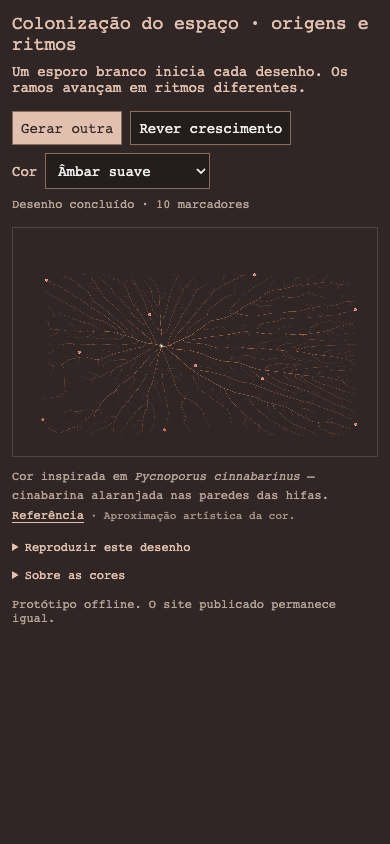 Colonização do espaço · origens e
ritmos
Um esporo branco inicia cada desenho. Os
ramos avançam em ritmos diferentes.
Gerar outra
Rever crescimento
Cor
Âmbar suave
Desenho concluído · 10 marcadores
Cor inspirada em Pycnoporus cinnabarinus —
cinabarina alaranjada nas paredes das hifas.
Referência · Aproximação artística da cor.
Reproduzir este desenho
Sobre as cores
Protótipo offline. O site publicado permanece
igual.